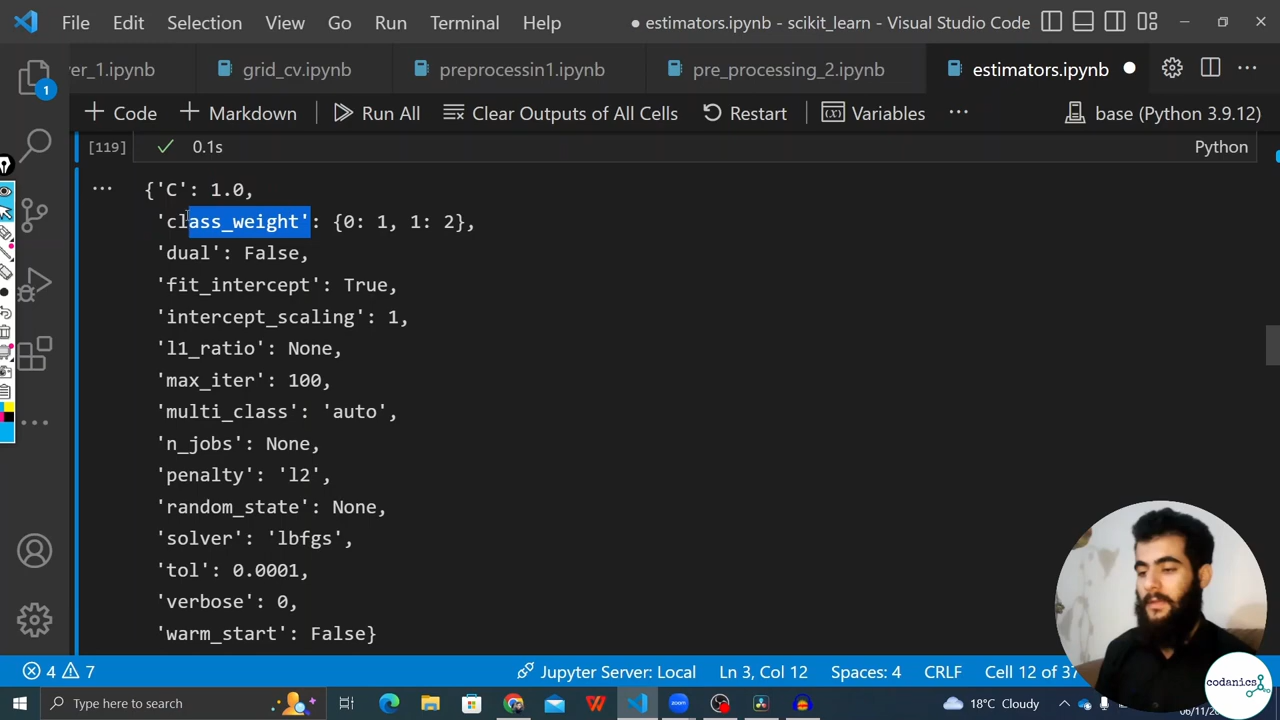 File Edit Selection View Go Run Terminal Help
estimators.ipynb - scikit_learn - Visual Studio Code
er_1.ipynb grid_cv.ipynb preprocessin1.ipynb pre_processing_2.ipynb estimators.ipynb
Code Markdown Run All Clear Outputs of All Cells Restart Variables ... base (Python 3.9.12)
[119] 0.1s Python
{'C': 1.0,
'class_weight': {0: 1, 1: 2},
'dual': False,
'fit_intercept': True,
'intercept_scaling': 1,
'l1_ratio': None,
'max_iter': 100,
'multi_class': 'auto',
'n_jobs': None,
'penalty': 'l2',
'random_state': None,
'solver': 'lbfgs',
'tol': 0.0001,
'verbose': 0,
'warm_start': False}
1
codanics
4 7 Jupyter Server: Local Ln 3, Col 12 Spaces: 4 CRLF Cell 12 of 37
Type here to search 18°C Cloudy
06/11/20